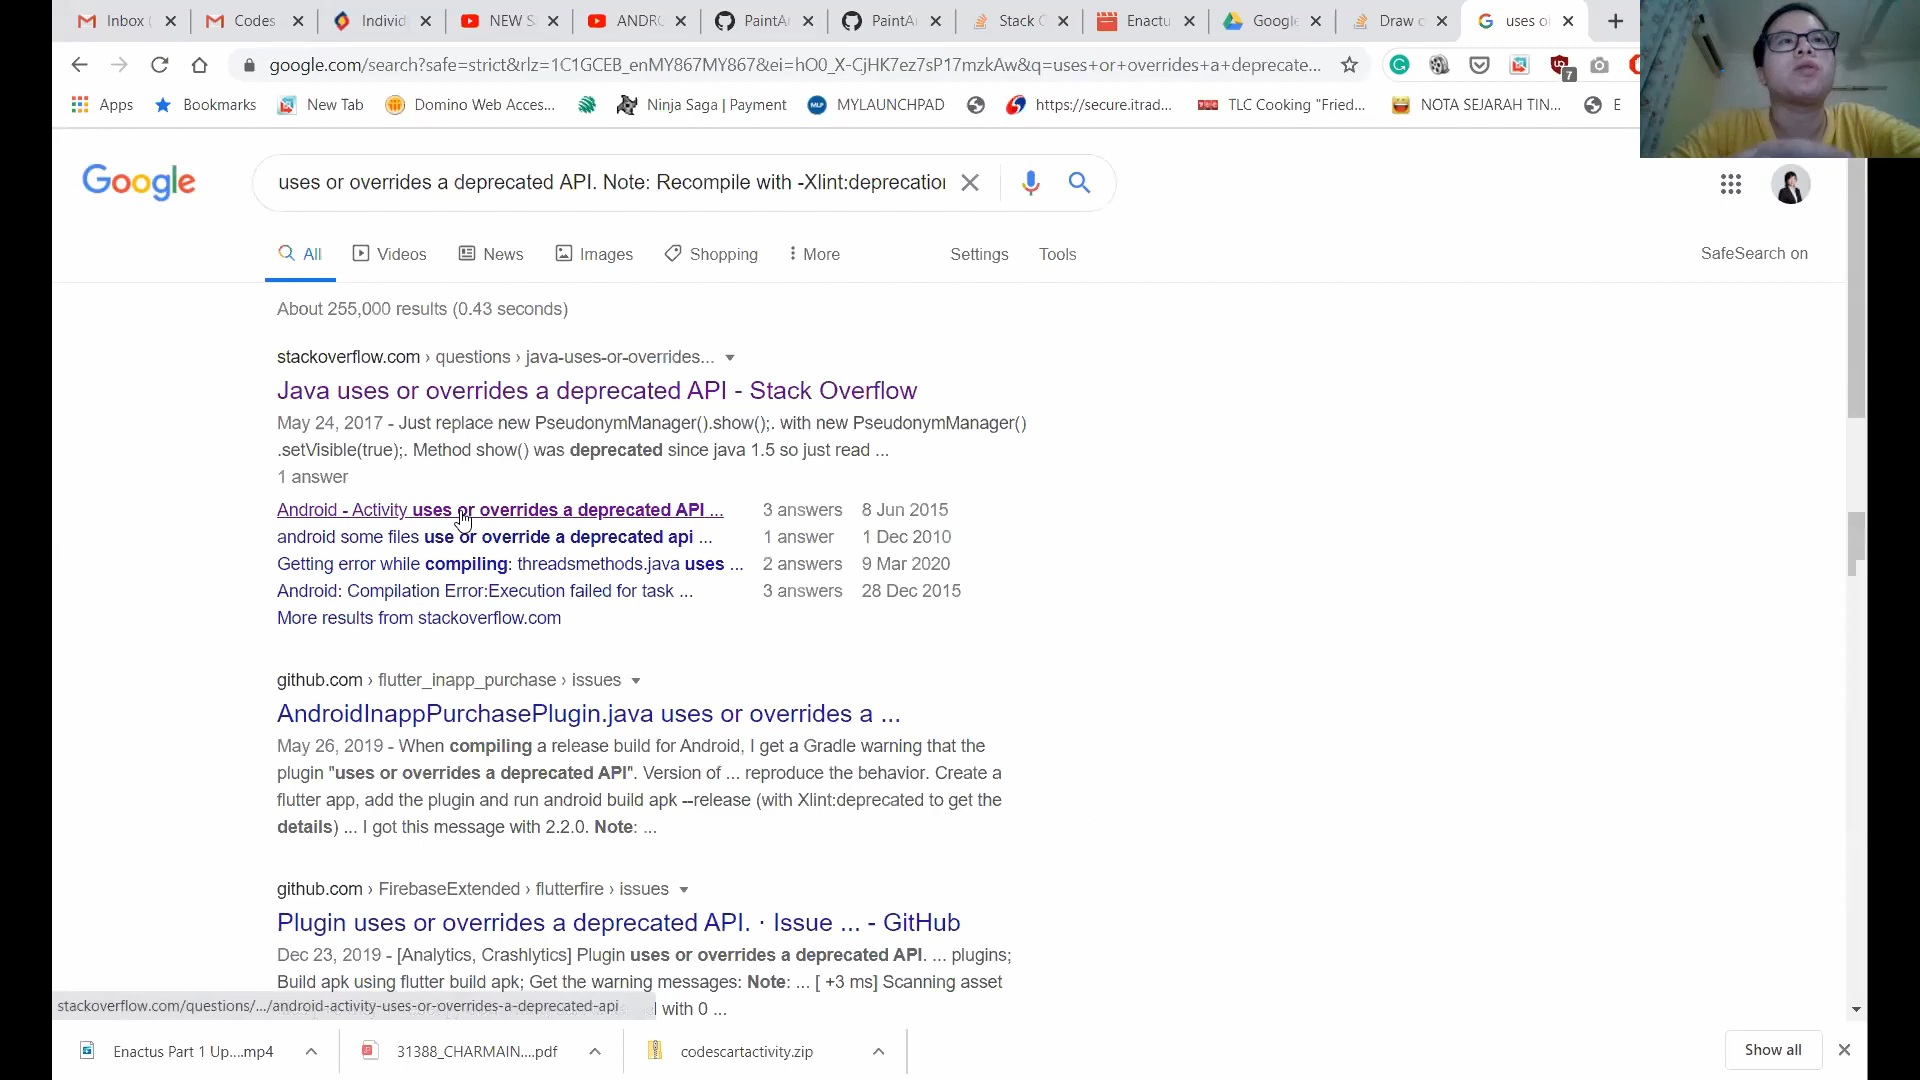 Inbox
Codes
Individ
NEW S
ANDRO
PaintA
PaintA
Stack
Enactu
Google
Draw
uses o
google.com/search?safe=strict&rlz=1C1GCEB_enMY867MY867&ei=hO0_X-CjHK7ez7sP17mzkAw&q=uses+or+overrides+a+deprecate...
7
Apps
Bookmarks
New Tab
Domino Web Acces...
Ninja Saga | Payment
MYLAUNCHPAD
https://secure.itrad...
TLC Cooking "Fried...
NOTA SEJARAH TIN...
E
Google
uses or overrides a deprecated API. Note: Recompile with -Xlint:deprecation
All
Videos
News
Images
Shopping
More
Settings
Tools
SafeSearch on
About 255,000 results (0.43 seconds)
stackoverflow.com › questions › java-uses-or-overrides...
Java uses or overrides a deprecated API - Stack Overflow
May 24, 2017 - Just replace new PseudonymManager().show();. with new PseudonymManager()
.setVisible(true);. Method show() was deprecated since java 1.5 so just read ...
1 answer
Android - Activity uses or overrides a deprecated API ... 3 answers 8 Jun 2015
android some files use or override a deprecated api ... 1 answer 1 Dec 2010
Getting error while compiling: threadsmethods.java uses ... 2 answers 9 Mar 2020
Android: Compilation Error:Execution failed for task ... 3 answers 28 Dec 2015
More results from stackoverflow.com
github.com › flutter_inapp_purchase › issues
AndroidInappPurchasePlugin.java uses or overrides a ...
May 26, 2019 - When compiling a release build for Android, I get a Gradle warning that the
plugin "uses or overrides a deprecated API". Version of ... reproduce the behavior. Create a
flutter app, add the plugin and run android build apk --release (with Xlint:deprecated to get the
details) ... I got this message with 2.2.0. Note: ...
github.com › FirebaseExtended › flutterfire › issues
Plugin uses or overrides a deprecated API. · Issue ... - GitHub
Dec 23, 2019 - [Analytics, Crashlytics] Plugin uses or overrides a deprecated API. ... plugins;
Build apk using flutter build apk; Get the warning messages: Note: ... [ +3 ms] Scanning asset
with 0 ...
stackoverflow.com/questions/.../android-activity-uses-or-overrides-a-deprecated-api
Enactus Part 1 Up....mp4
31388_CHARMAIN....pdf
codescartactivity.zip
Show all